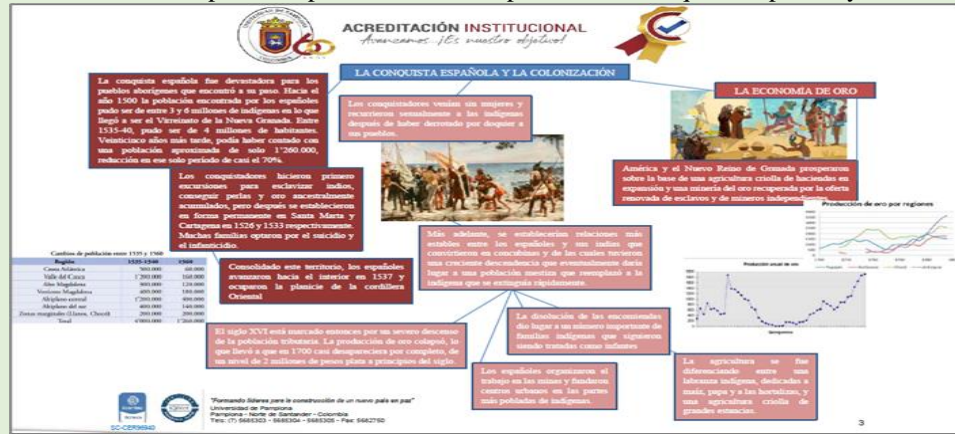 ACREDITACIÓN INSTITUCIONAL
Avanzamos...¡Es nuestro objetivo!
LA CONQUISTA ESPAÑOLA Y LA COLONIZACIÓN
La conquista española fue devastadora para los
pueblos aborígenes que encontró a su paso. Hacia el
año 1500 la población encontrada por los españoles
pudo ser de entre 3 y 6 millones de indígenas en lo que
llegó a ser el Virreinato de la Nueva Granada. Entre
1535-40, pudo ser de 4 millones de habitantes.
Veinticinco años más tarde, podía haber contado con
una población aproximada de solo 1'260.000,
reducción en ese solo período de casi el 70%.
Los conquistadores venían sin mujeres y
recurrieron sexualmente a las indígenas
después de haber derrotado por doquier a
sus pueblos.
LA ECONOMÍA DE ORO
América y el Nuevo Reino de Granada prosperaron
sobre la base de una agricultura criolla de haciendas en
expansión y una minería del oro recuperada por la oferta
renovada de esclavos y de mineros independientes
Los conquistadores hicieron primero
excursiones para esclavizar indios,
conseguir perlas y oro ancestralmente
acumulados, pero después se establecieron
en forma permanente en Santa Marta y
Cartagena en 1526 y 1533 respectivamente.
Muchas familias optaron por el suicidio y
el infanticidio.
Producción de oro por regiones
Más adelante, se establecerían relaciones más
estables entre los españoles y sus indias que
convirtieron en concubinas y de las cuales tuvieron
una creciente descendencia que eventualmente daría
lugar a una población mestiza que reemplazó a la
indígena que se extinguía rápidamente.
Cambios de población entre 1535 y 1560
Región 1535-1540 1560
Costa Atlántica 500.000
Valle del Cauca 160.000
Alto Magdalena 300.000 120.000
Vertiente Magdalena 400.000 180.000
Altiplano central 1'200.000 400.000
Altiplano del sur 400.000 140.000
Zonas marginales (Llanos, Chocó) 200.000 200.000
Total 4'000.000 1'260.000
Consolidado este territorio, los españoles
avanzaron hacia el interior en 1537 y
ocuparon la planicie de la cordillera
Oriental
Producción anual de oro
El siglo XVI está marcado entonces por un severo descenso
de la población tributaria. La producción de oro colapsó, lo
que llevó a que en 1700 casi desapareciera por completo, de
un nivel de 2 millones de pesos plata a principios del siglo.
La disolución de las encomiendas
dio lugar a un número importante de
familias indígenas que siguieron
siendo tratadas como infantes
Los españoles organizaron el
trabajo en las minas y fundaron
centros urbanos en las partes
más pobladas de indígenas.
La agricultura se fue
diferenciando entre una
labranza indígena, dedicadas a
maíz, papa y a las hortalizas, y
una agricultura criolla de
grandes estancias.
SC-CER96940
"Formando líderes para la construcción de un nuevo país en paz"
Universidad de Pamplona
Pamplona - Norte de Santander - Colombia
Tels: (7) 5685303 - 5685304 - 5685305 - Fax: 5682750
3